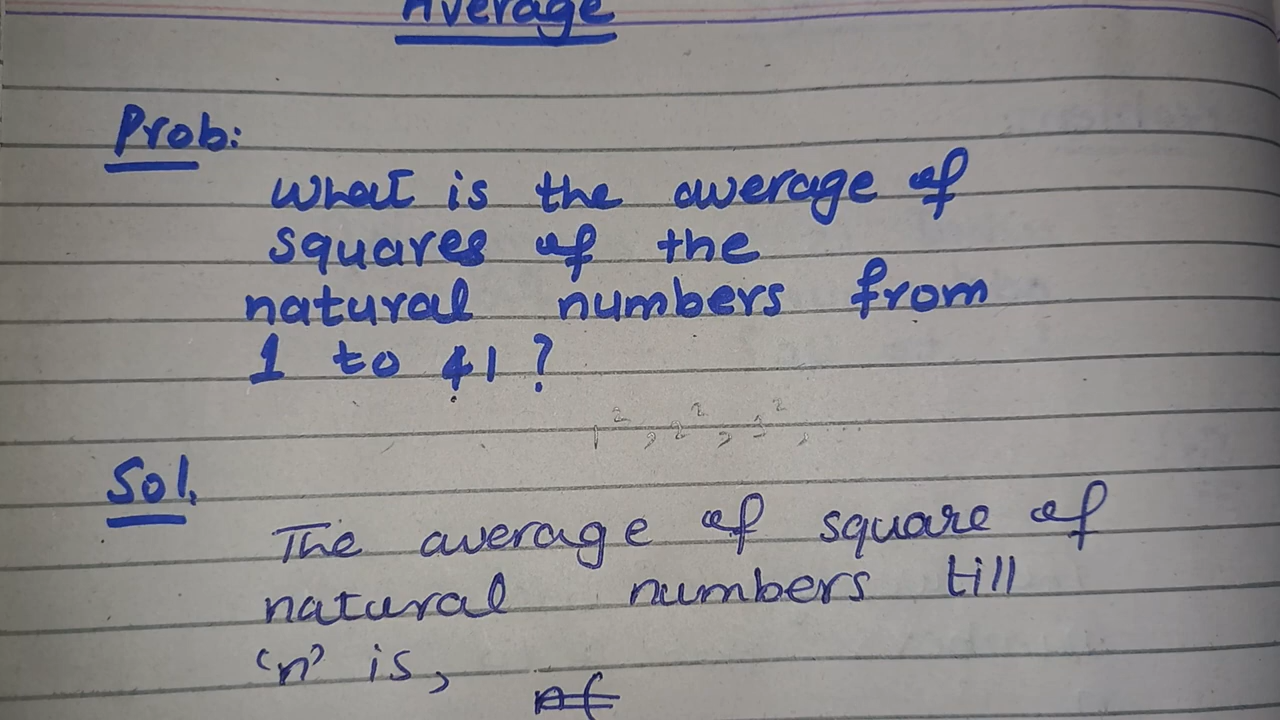 Average
Prob:
What is the average of
squares of the
natural numbers from
1 to 41?
1², 2², 3², ...
Sol.
The average of square of
natural numbers till
'n' is,